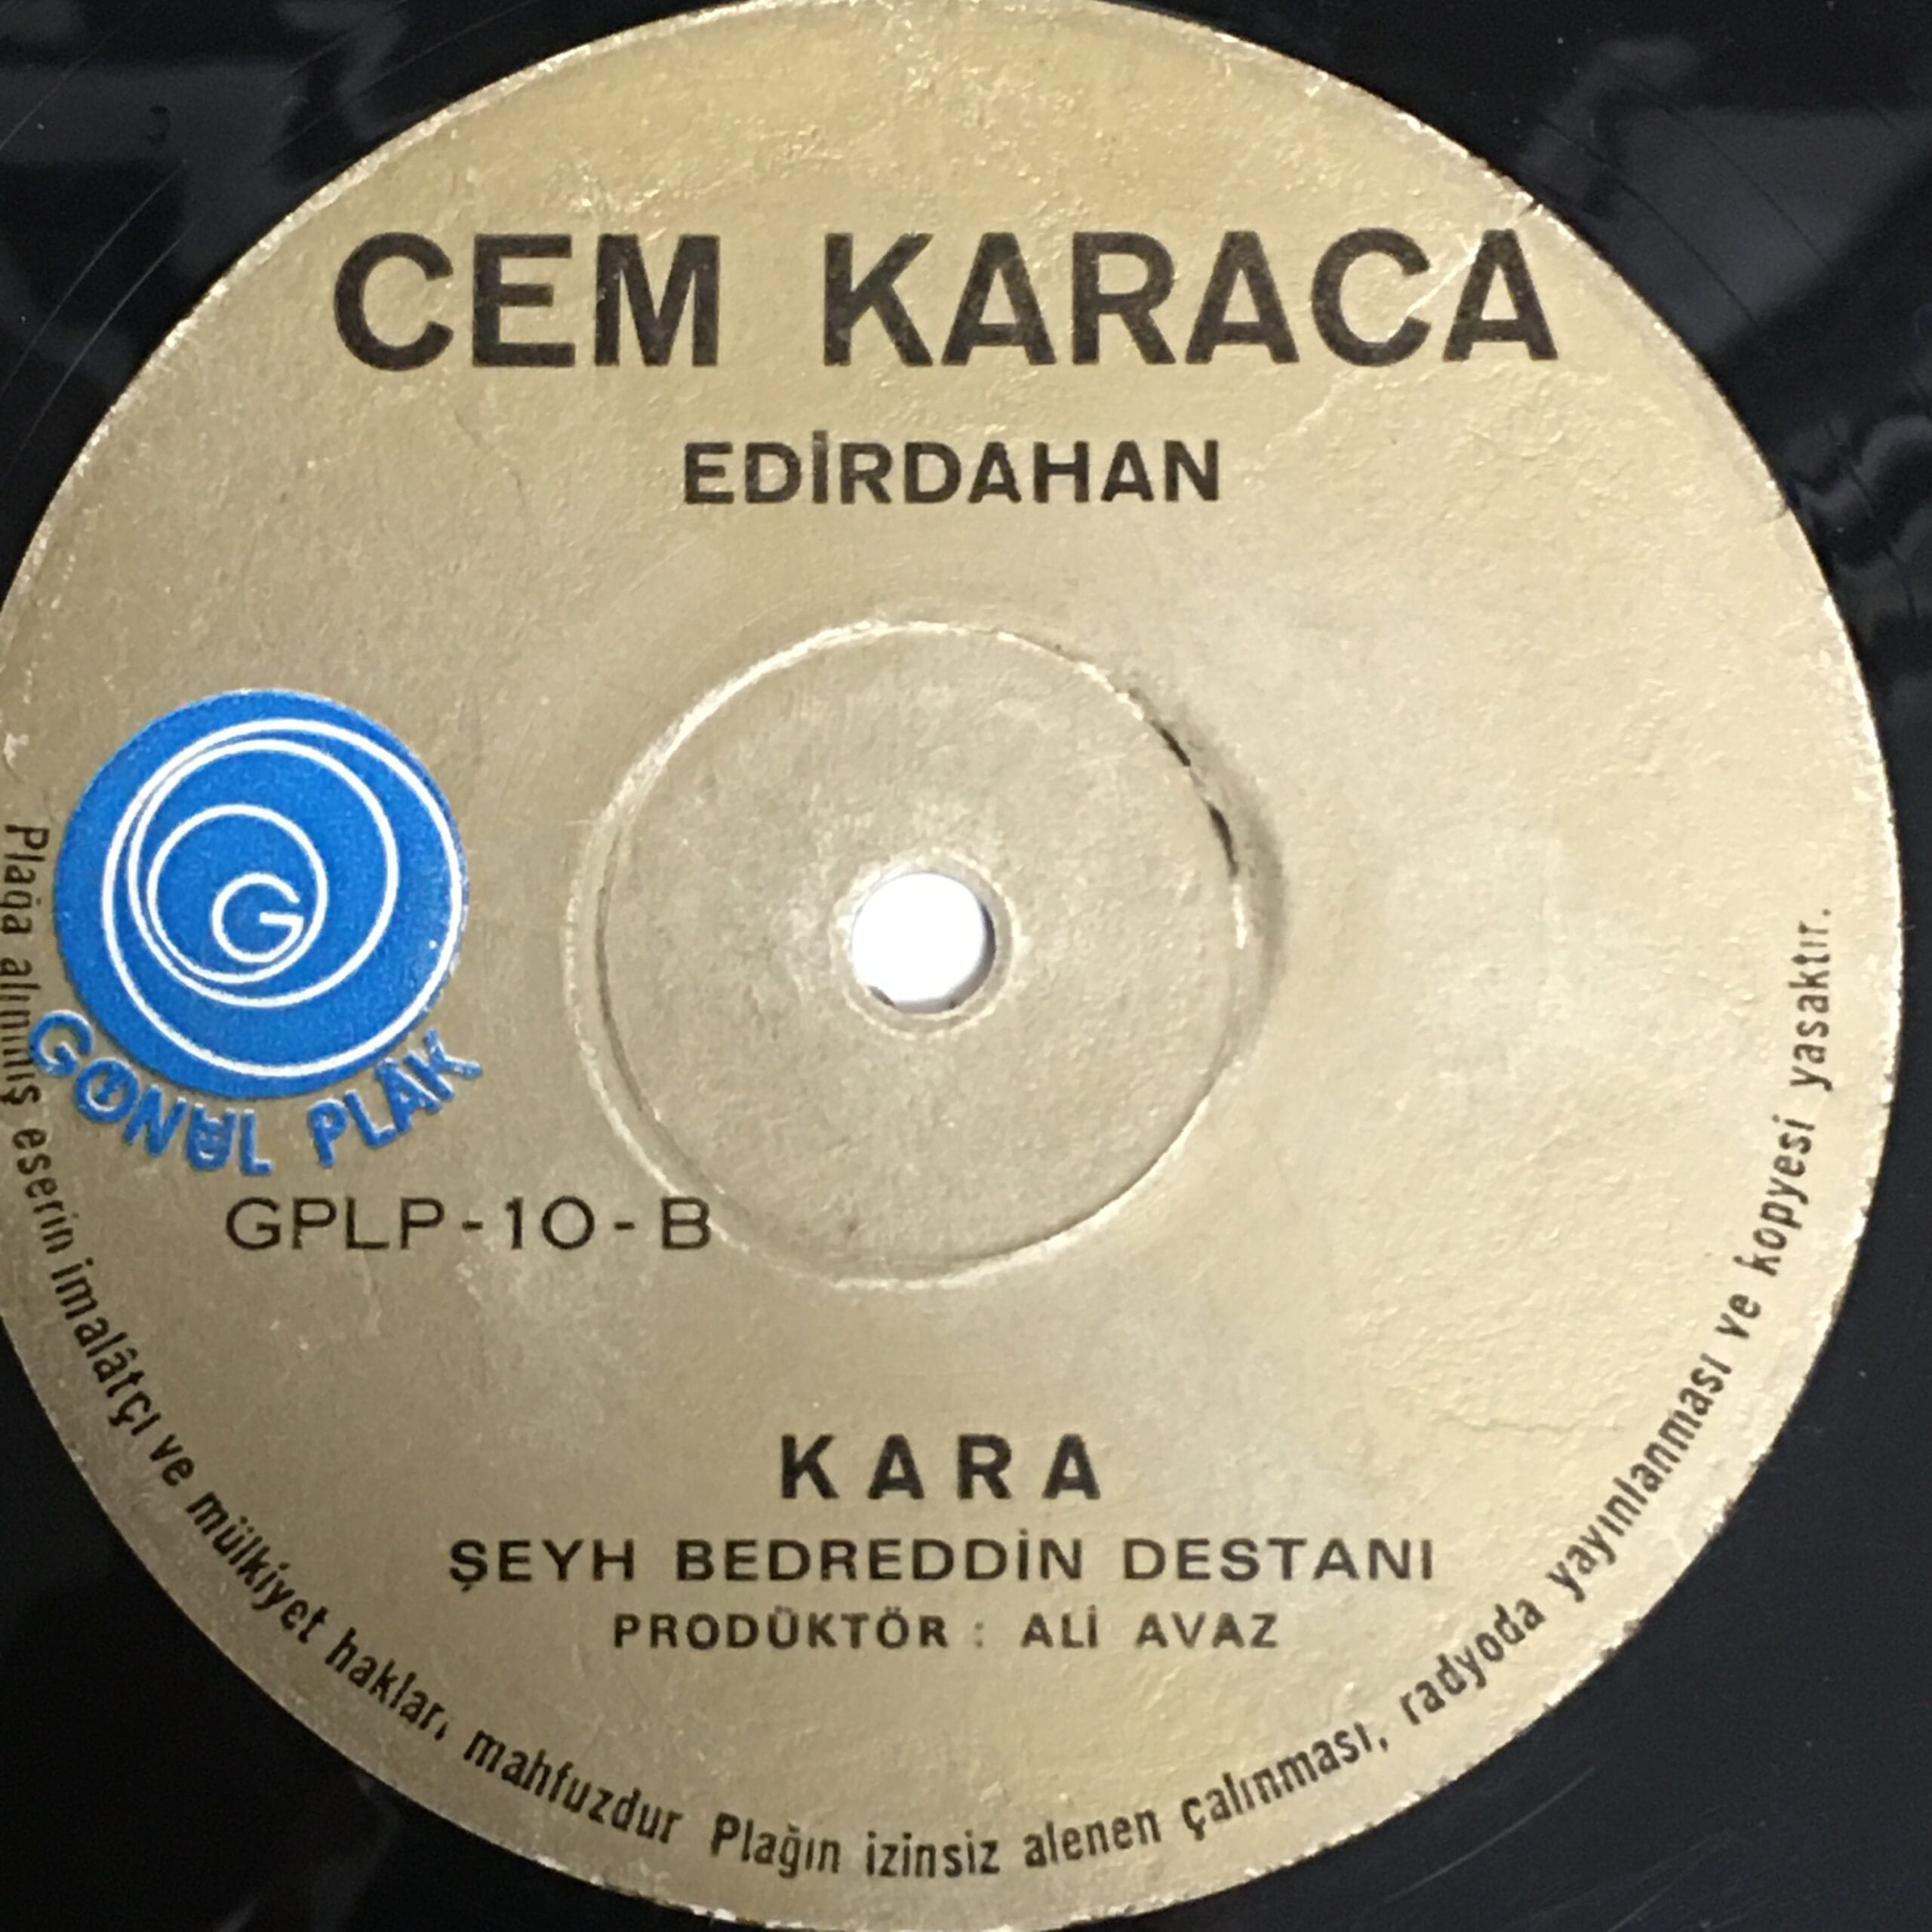 CEM KARACA
EDİRDAHAN
G
GÖNÜL PLÂK
GPLP-10-B
KARA
ŞEYH BEDREDDİN DESTANI
PRODÜKTÖR : ALİ AVAZ
Plağa alınmış eserin imalâtçı ve mülkiyet hakları mahfuzdur Plağın izinsiz alenen çalınması, radyoda yayınlanması ve kopyesi yasaktır.